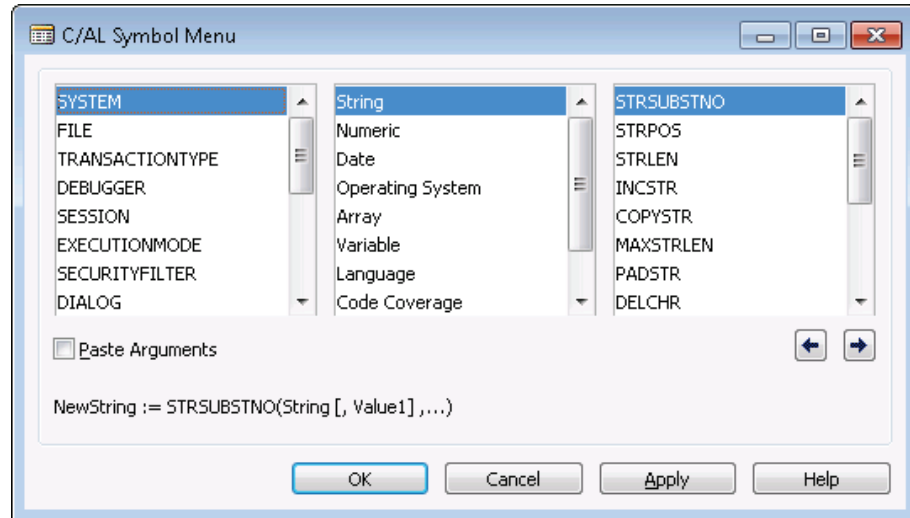 C/AL Symbol Menu
SYSTEM
FILE
TRANSACTIONTYPE
DEBUGGER
SESSION
EXECUTIONMODE
SECURITYFILTER
DIALOG
String
Numeric
Date
Operating System
Array
Variable
Language
Code Coverage
STRSUBSTNO
STRPOS
STRLEN
INCSTR
COPYSTR
MAXSTRLEN
PADSTR
DELCHR
Paste Arguments
NewString := STRSUBSTNO(String [, Value1] ,...)
OK Cancel Apply Help